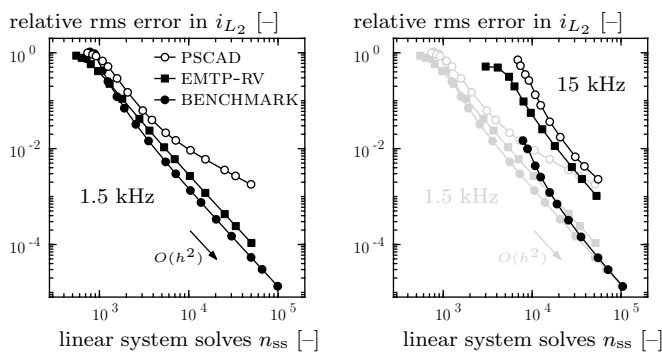 relative rms error in i_{L_2} [–]
10^0
10^{-2}
10^{-4}
PSCAD
EMTP-RV
BENCHMARK
1.5 kHz
O(h^2)
10^3
10^4
10^5
linear system solves n_{ss} [–]
relative rms error in i_{L_2} [–]
10^0
10^{-2}
10^{-4}
15 kHz
1.5 kHz
O(h^2)
10^3
10^4
10^5
linear system solves n_{ss} [–]